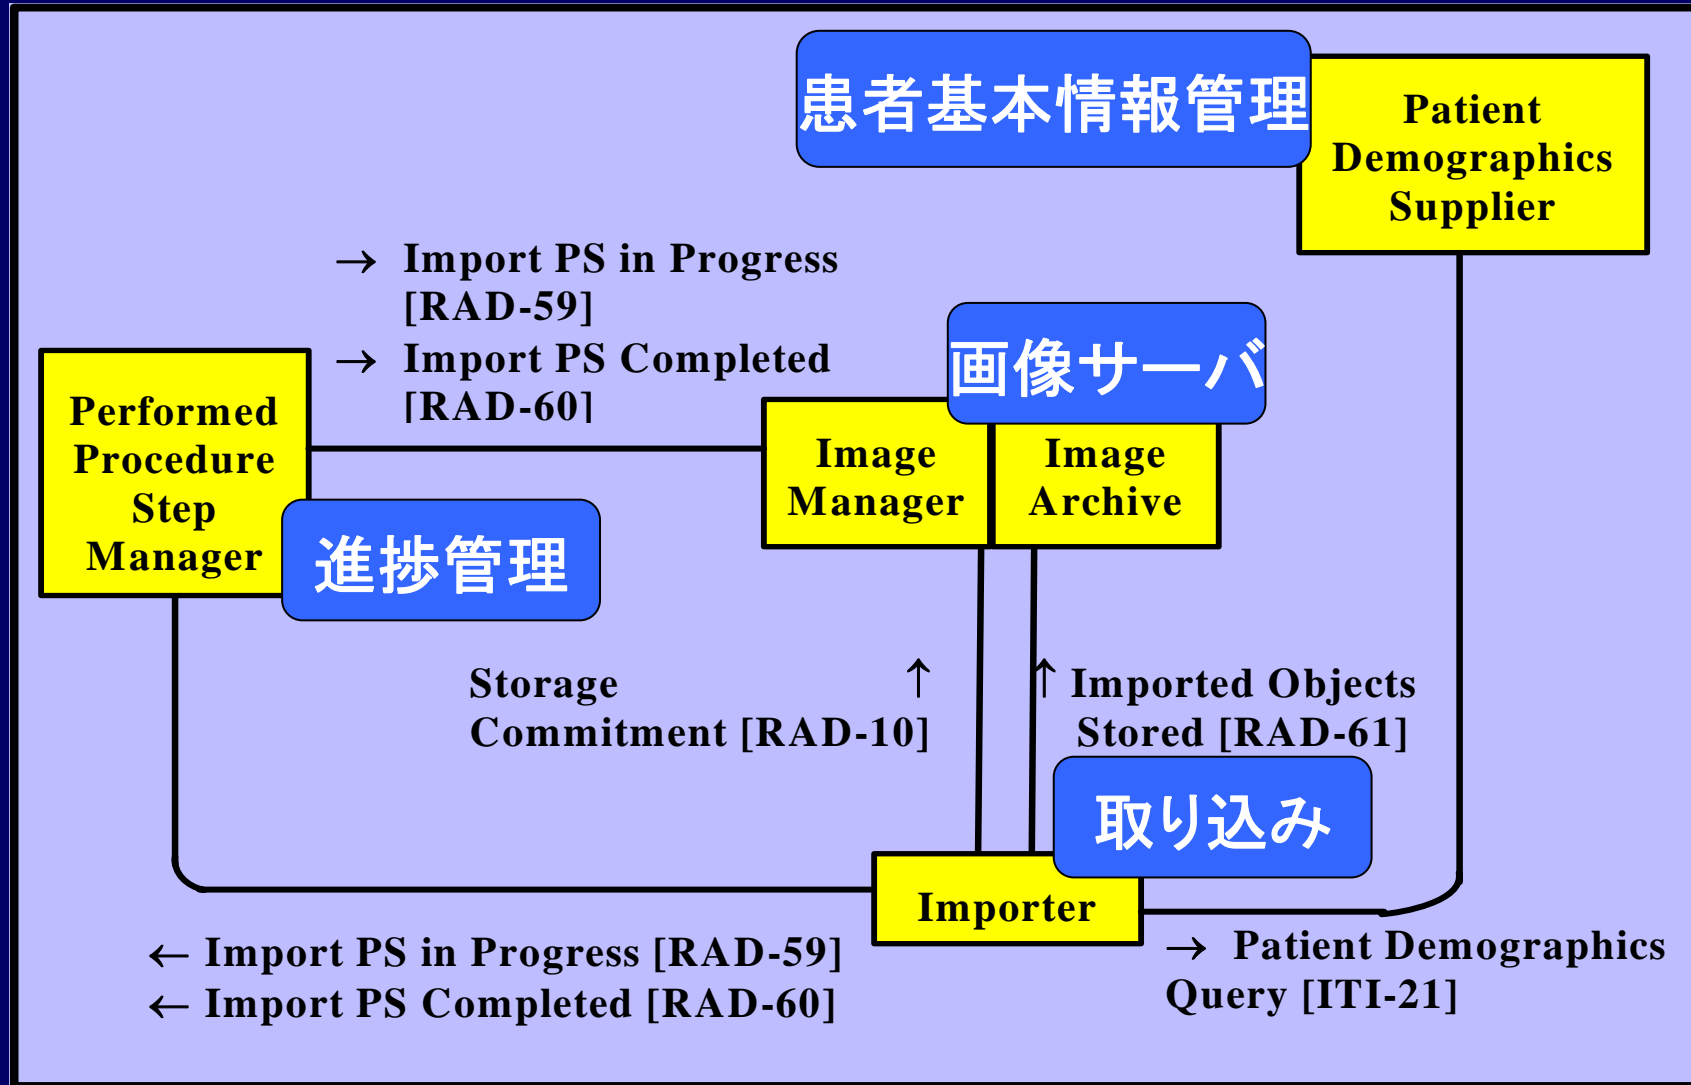 患者基本情報管理
Patient
Demographics
Supplier
→ Import PS in Progress
[RAD-59]
→ Import PS Completed
[RAD-60]
画像サーバ
Performed
Procedure
Step
Manager
Image
Manager
Image
Archive
進捗管理
Storage ↑
Commitment [RAD-10]
↑ Imported Objects
Stored [RAD-61]
取り込み
Importer
← Import PS in Progress [RAD-59]
← Import PS Completed [RAD-60]
→ Patient Demographics
Query [ITI-21]